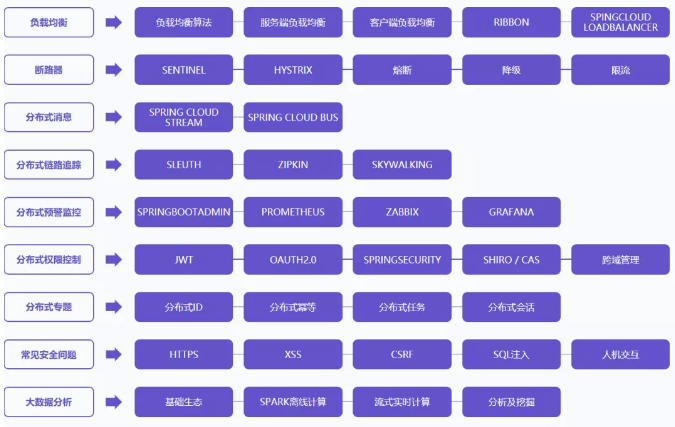 负载均衡
负载均衡算法
服务端负载均衡
客户端负载均衡
RIBBON
SPINGCLOUD
LOADBALANCER
断路器
SENTINEL
HYSTRIX
熔断
降级
限流
分布式消息
SPRING CLOUD
STREAM
SPRING CLOUD BUS
分布式链路追踪
SLEUTH
ZIPKIN
SKYWALKING
分布式预警监控
SPRINGBOOTADMIN
PROMETHEUS
ZABBIX
GRAFANA
分布式权限控制
JWT
OAUTH2.0
SPRINGSECURITY
SHIRO / CAS
跨域管理
分布式专题
分布式ID
分布式幂等
分布式任务
分布式会话
常见安全问题
HTTPS
XSS
CSRF
SQL注入
人机交互
大数据分析
基础生态
SPARK离线计算
流式实时计算
分析及挖掘